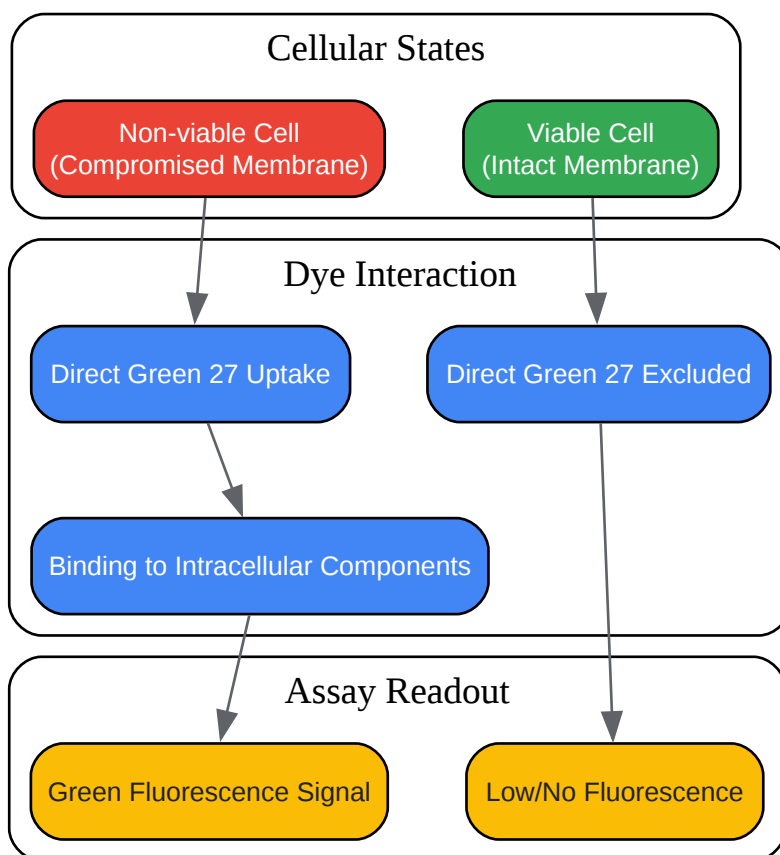 Cellular States
Non-viable Cell
(Compromised Membrane)
Viable Cell
(Intact Membrane)
Dye Interaction
Direct Green 27 Uptake
Direct Green 27 Excluded
Binding to Intracellular Components
Assay Readout
Green Fluorescence Signal
Low/No Fluorescence